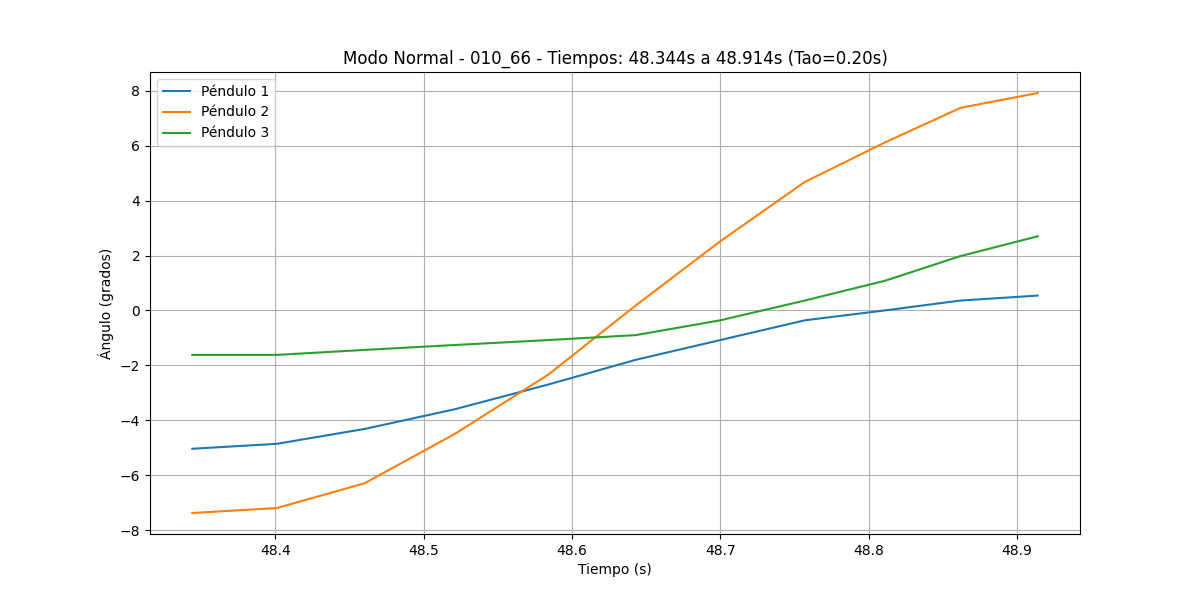 Modo Normal - 010_66 - Tiempos: 48.344s a 48.914s (Tao=0.20s)
Péndulo 1
Péndulo 2
Péndulo 3
Ángulo (grados)
8
6
4
2
0
−2
−4
−6
−8
48.4 48.5 48.6 48.7 48.8 48.9
Tiempo (s)